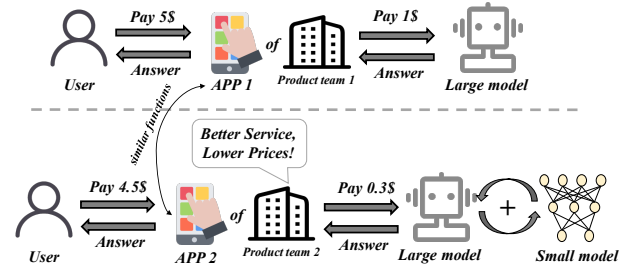 Pay 5$
Answer
User
APP 1
of
Product team 1
Pay 1$
Answer
Large model
similar functions
Better Service,
Lower Prices!
Pay 4.5$
Answer
User
APP 2
of
Product team 2
Pay 0.3$
Answer
Large model
+
Small model